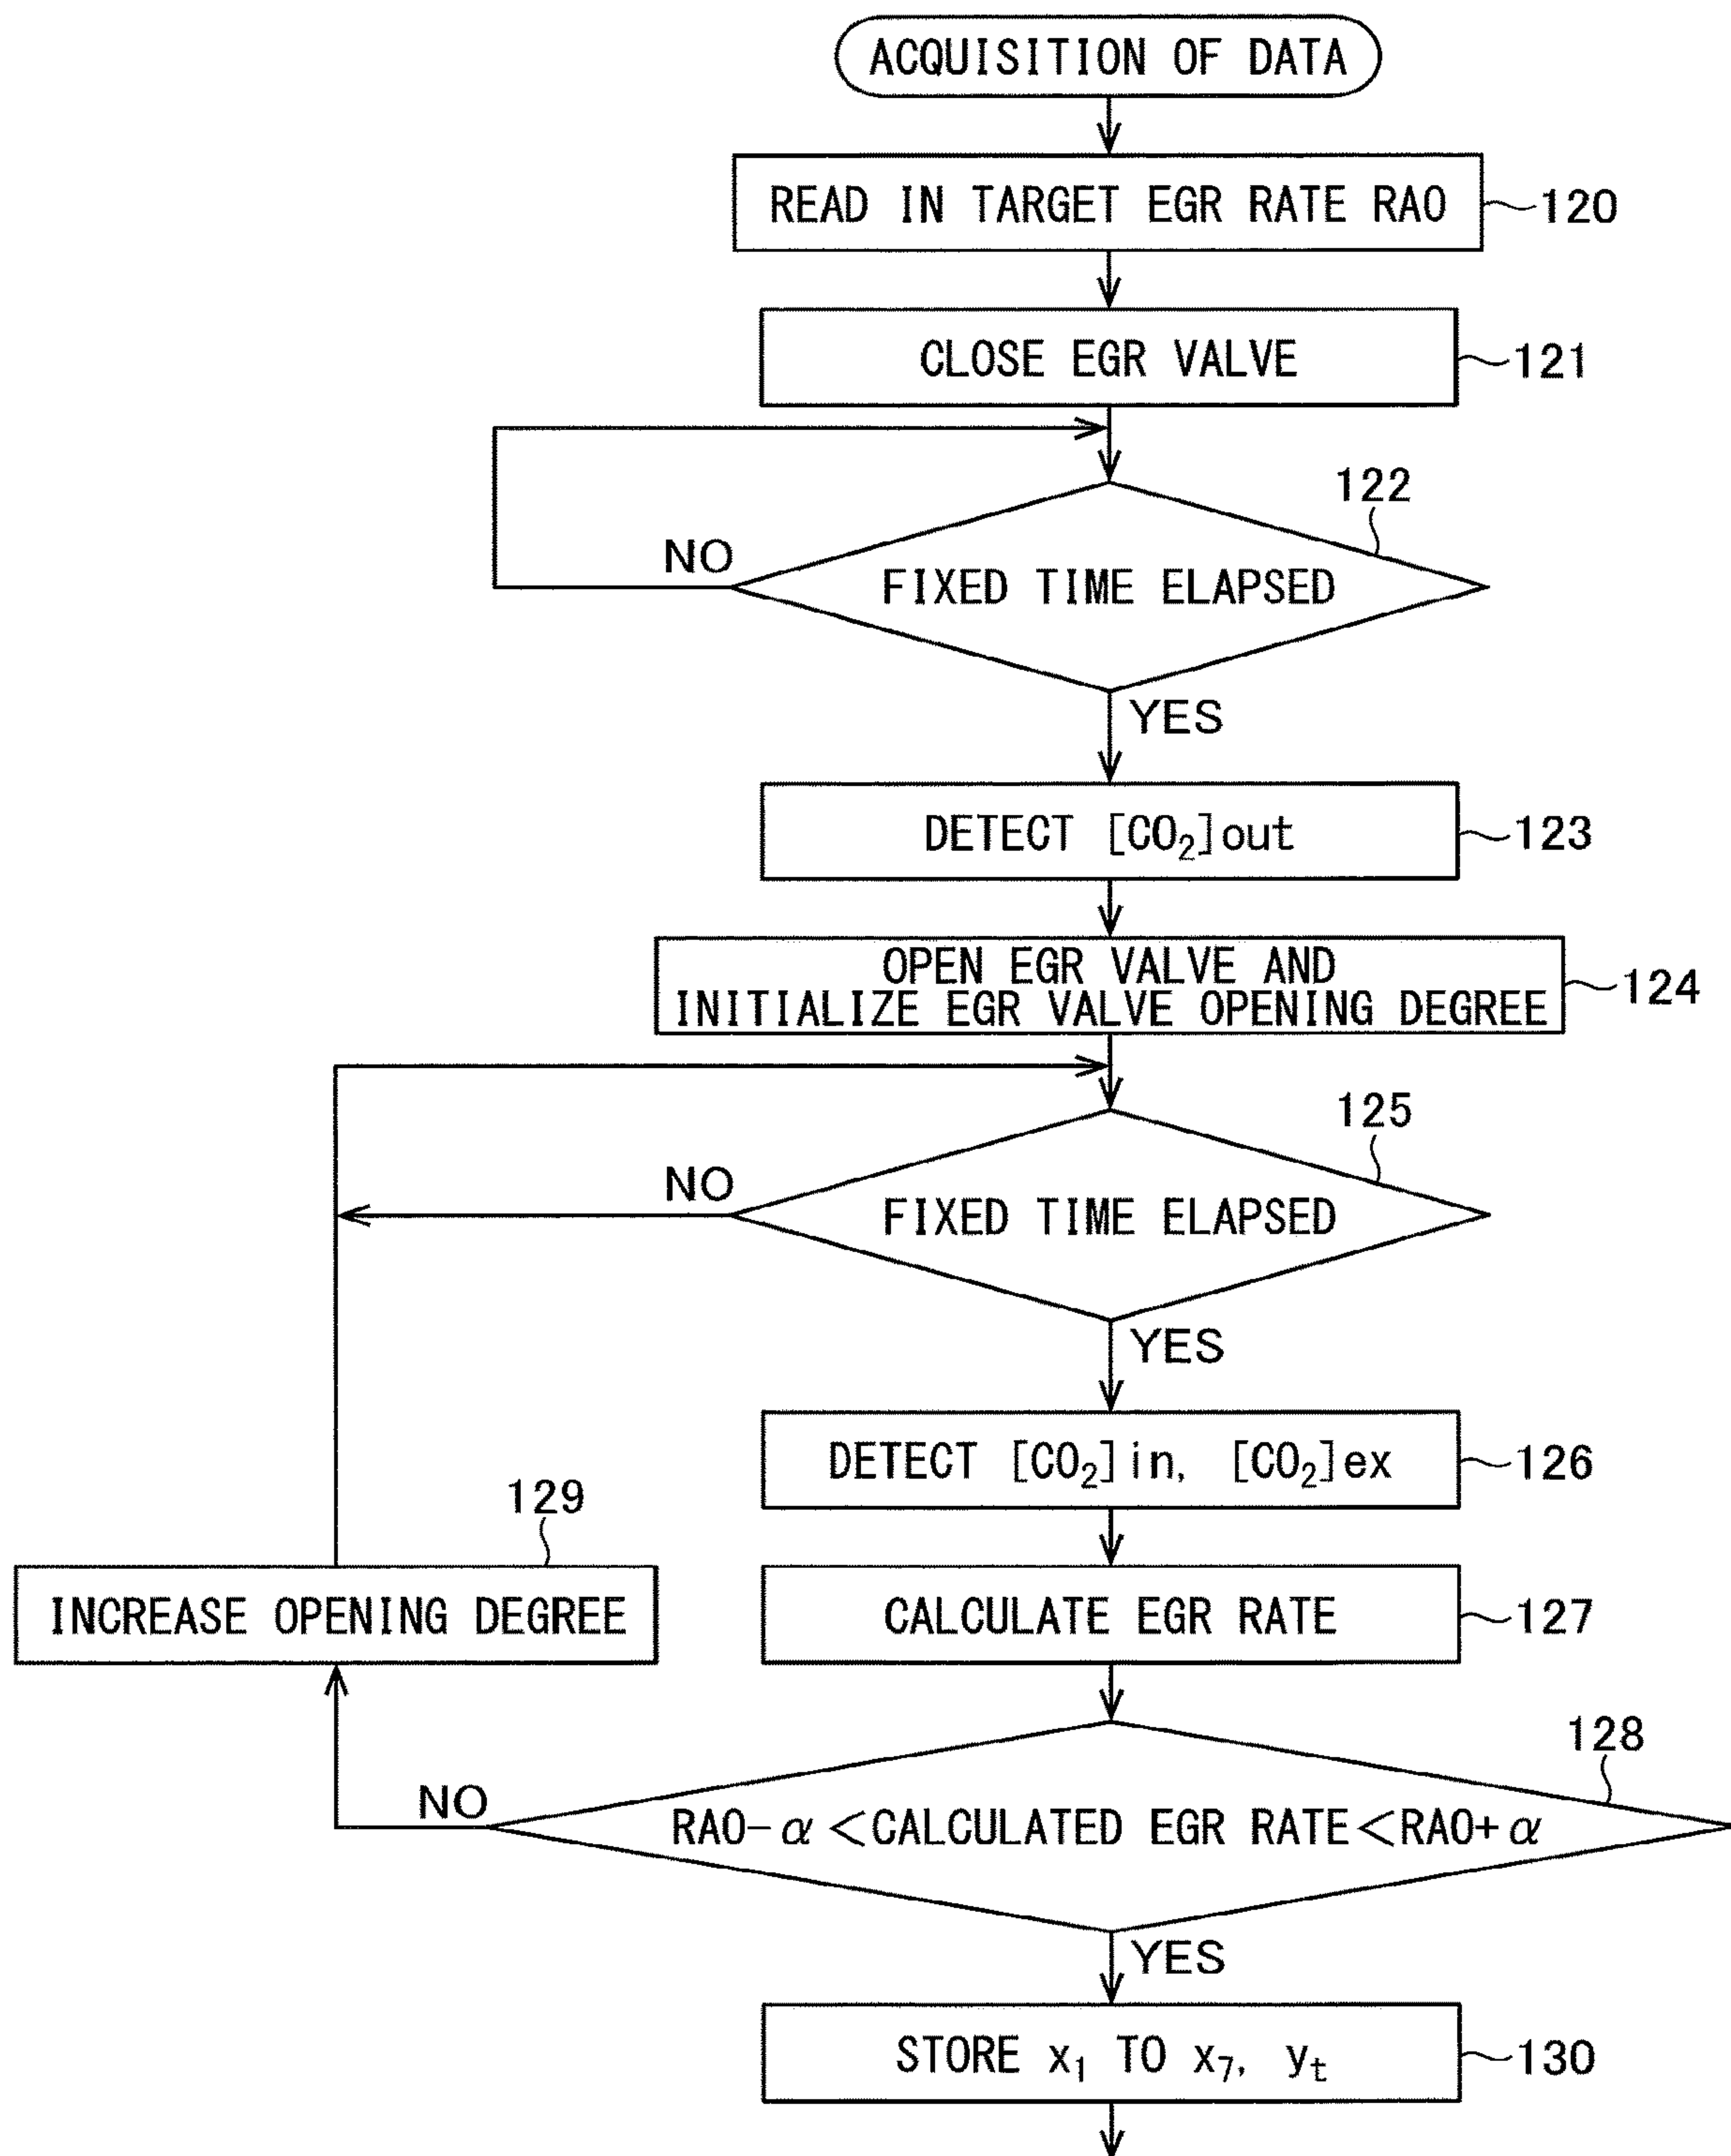 ACQUISITION OF DATA
READ IN TARGET EGR RATE RA0
120
CLOSE EGR VALVE
121
122
NO
FIXED TIME ELAPSED
YES
DETECT [CO₂]out
123
OPEN EGR VALVE AND
INITIALIZE EGR VALVE OPENING DEGREE
124
125
NO
FIXED TIME ELAPSED
YES
DETECT [CO₂]in, [CO₂]ex
126
129
INCREASE OPENING DEGREE
CALCULATE EGR RATE
127
128
NO
RA0-α<CALCULATED EGR RATE<RA0+α
YES
STORE x₁ TO x₇, yₜ
130